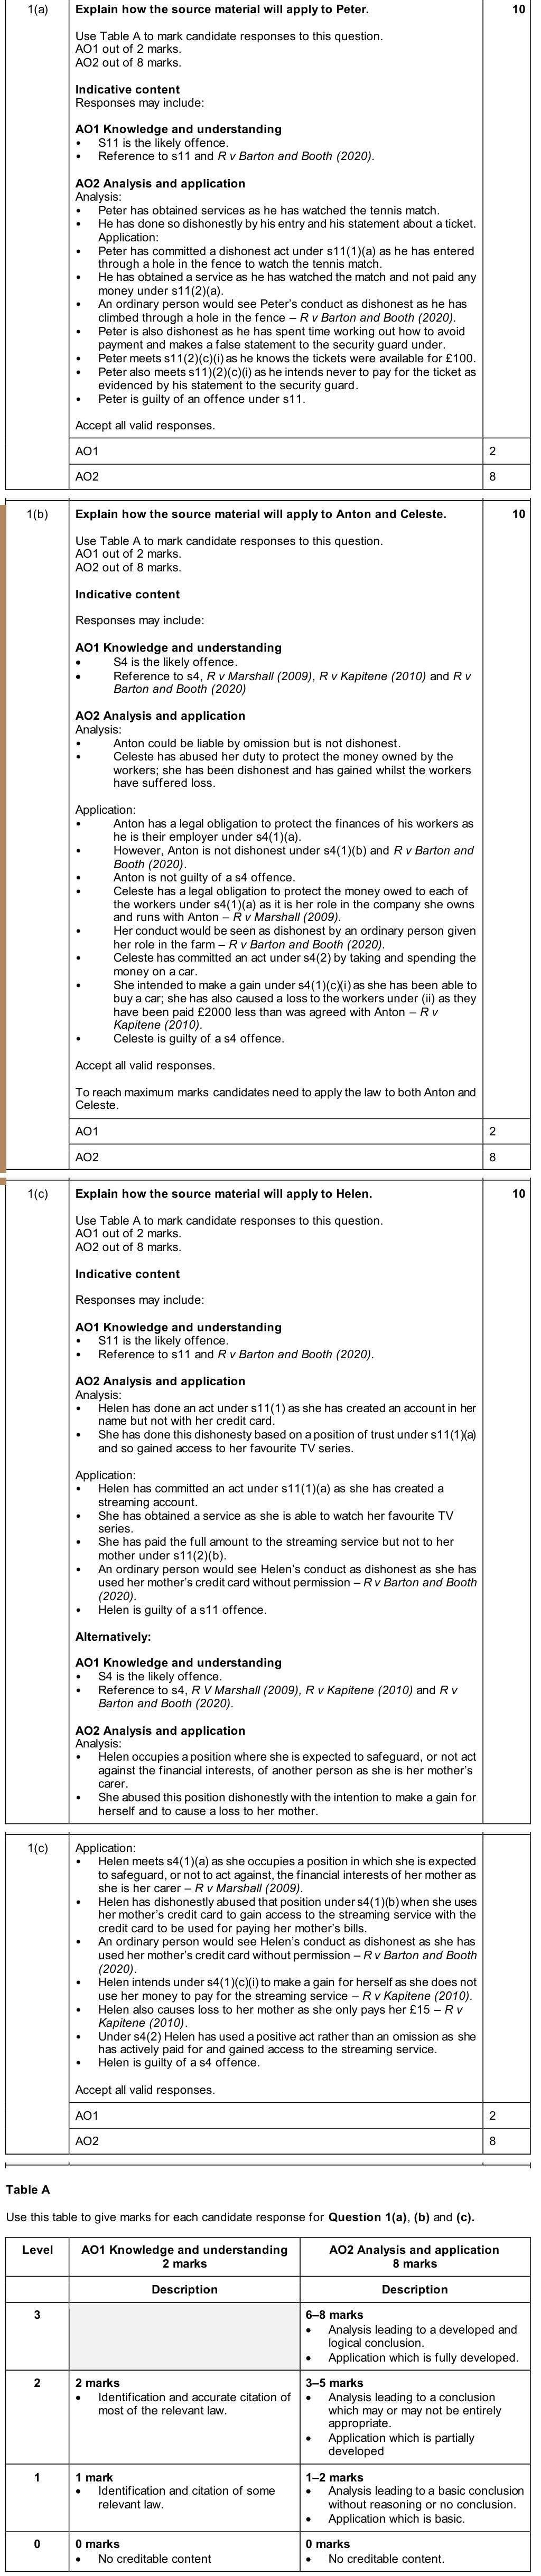 1(a)
Explain how the source material will apply to Peter.
10
Use Table A to mark candidate responses to this question.
AO1 out of 2 marks.
AO2 out of 8 marks.
Indicative content
Responses may include:
AO1 Knowledge and understanding
• S11 is the likely offence.
• Reference to s11 and R v Barton and Booth (2020).
AO2 Analysis and application
Analysis:
• Peter has obtained services as he has watched the tennis match.
• He has done so dishonestly by his entry and his statement about a ticket.
Application:
• Peter has committed a dishonest act under s11(1)(a) as he has entered
through a hole in the fence to watch the tennis match.
• He has obtained a service as he has watched the match and not paid any
money under s11(2)(a).
• An ordinary person would see Peter's conduct as dishonest as he has
climbed through a hole in the fence – R v Barton and Booth (2020).
• Peter is also dishonest as he has spent time working out how to avoid
payment and makes a false statement to the security guard under.
• Peter meets s11(2)(c)(i) as he knows the tickets were available for £100.
• Peter also meets s11)(2)(c)(i) as he intends never to pay for the ticket as
evidenced by his statement to the security guard.
• Peter is guilty of an offence under s11.
Accept all valid responses.
AO1
2
AO2
8
1(b)
Explain how the source material will apply to Anton and Celeste.
10
Use Table A to mark candidate responses to this question.
AO1 out of 2 marks.
AO2 out of 8 marks.
Indicative content
Responses may include:
AO1 Knowledge and understanding
• S4 is the likely offence.
• Reference to s4, R v Marshall (2009), R v Kapitene (2010) and R v
Barton and Booth (2020)
AO2 Analysis and application
Analysis:
• Anton could be liable by omission but is not dishonest.
• Celeste has abused her duty to protect the money owned by the
workers; she has been dishonest and has gained whilst the workers
have suffered loss.
Application:
• Anton has a legal obligation to protect the finances of his workers as
he is their employer under s4(1)(a).
• However, Anton is not dishonest under s4(1)(b) and R v Barton and
Booth (2020).
• Anton is not guilty of a s4 offence.
• Celeste has a legal obligation to protect the money owed to each of
the workers under s4(1)(a) as it is her role in the company she owns
and runs with Anton – R v Marshall (2009).
• Her conduct would be seen as dishonest by an ordinary person given
her role in the farm – R v Barton and Booth (2020).
• Celeste has committed an act under s4(2) by taking and spending the
money on a car.
• She intended to make a gain under s4(1)(c)(i) as she has been able to
buy a car; she has also caused a loss to the workers under (ii) as they
have been paid £2000 less than was agreed with Anton – R v
Kapitene (2010).
• Celeste is guilty of a s4 offence.
Accept all valid responses.
To reach maximum marks candidates need to apply the law to both Anton and
Celeste.
AO1
2
AO2
8
1(c)
Explain how the source material will apply to Helen.
10
Use Table A to mark candidate responses to this question.
AO1 out of 2 marks.
AO2 out of 8 marks.
Indicative content
Responses may include:
AO1 Knowledge and understanding
• S11 is the likely offence.
• Reference to s11 and R v Barton and Booth (2020).
AO2 Analysis and application
Analysis:
• Helen has done an act under s11(1) as she has created an account in her
name but not with her credit card.
• She has done this dishonesty based on a position of trust under s11(1)(a)
and so gained access to her favourite TV series.
Application:
• Helen has committed an act under s11(1)(a) as she has created a
streaming account.
• She has obtained a service as she is able to watch her favourite TV
series.
• She has paid the full amount to the streaming service but not to her
mother under s11(2)(b).
• An ordinary person would see Helen's conduct as dishonest as she has
used her mother's credit card without permission – R v Barton and Booth
(2020).
• Helen is guilty of a s11 offence.
Alternatively:
AO1 Knowledge and understanding
• S4 is the likely offence.
• Reference to s4, R V Marshall (2009), R v Kapitene (2010) and R v
Barton and Booth (2020).
AO2 Analysis and application
Analysis:
• Helen occupies a position where she is expected to safeguard, or not act
against the financial interests, of another person as she is her mother's
carer.
• She abused this position dishonestly with the intention to make a gain for
herself and to cause a loss to her mother.
1(c)
Application:
• Helen meets s4(1)(a) as she occupies a position in which she is expected
to safeguard, or not to act against, the financial interests of her mother as
she is her carer – R v Marshall (2009).
• Helen has dishonestly abused that position under s4(1)(b) when she uses
her mother's credit card to gain access to the streaming service with the
credit card to be used for paying her mother's bills.
• An ordinary person would see Helen's conduct as dishonest as she has
used her mother's credit card without permission – R v Barton and Booth
(2020).
• Helen intends under s4(1)(c)(i) to make a gain for herself as she does not
use her money to pay for the streaming service – R v Kapitene (2010).
• Helen also causes loss to her mother as she only pays her £15 – R v
Kapitene (2010).
• Under s4(2) Helen has used a positive act rather than an omission as she
has actively paid for and gained access to the streaming service.
• Helen is guilty of a s4 offence.
Accept all valid responses.
AO1
2
AO2
8
Table A
Use this table to give marks for each candidate response for Question 1(a), (b) and (c).
Level
AO1 Knowledge and understanding
2 marks
AO2 Analysis and application
8 marks
Description
Description
3
6–8 marks
• Analysis leading to a developed and
logical conclusion.
• Application which is fully developed.
2
2 marks
• Identification and accurate citation of
most of the relevant law.
3–5 marks
• Analysis leading to a conclusion
which may or may not be entirely
appropriate.
• Application which is partially
developed
1
1 mark
• Identification and citation of some
relevant law.
1–2 marks
• Analysis leading to a basic conclusion
without reasoning or no conclusion.
• Application which is basic.
0
0 marks
• No creditable content
0 marks
• No creditable content.